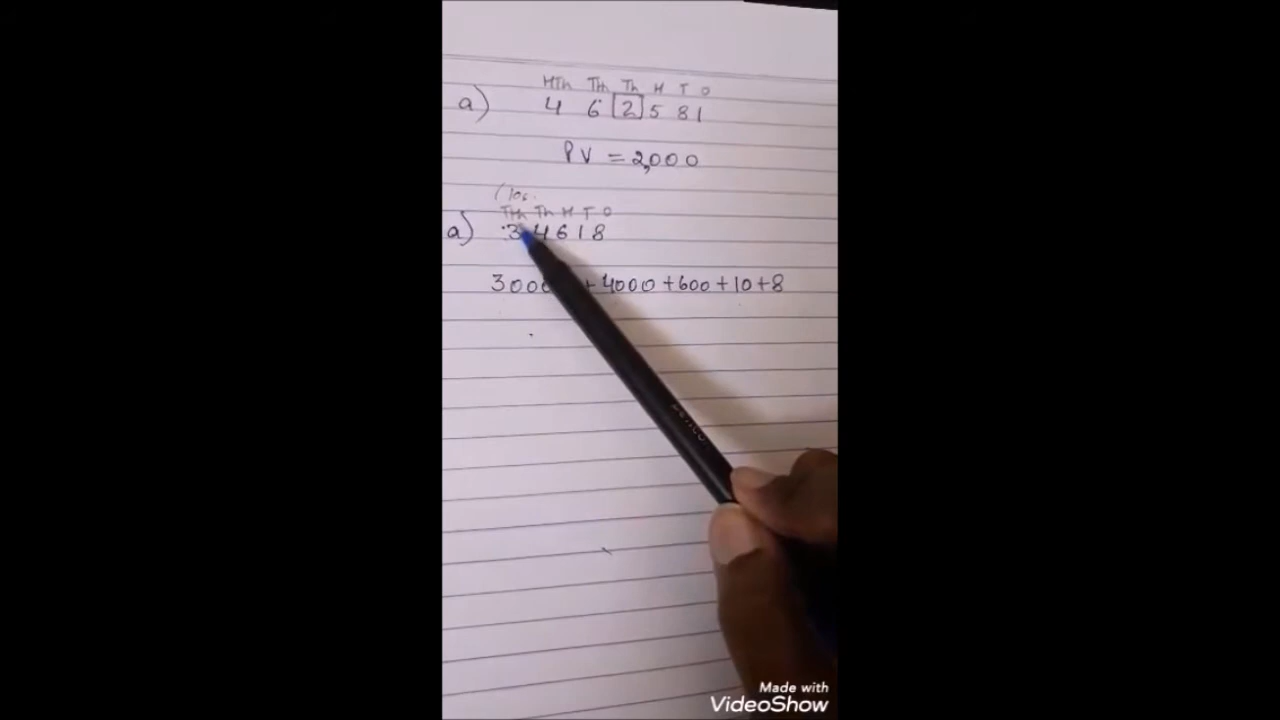 HTh TTh Th H T O
a) 4 6 2 5 8 1
PV = 2,000
TTh Th H T O
a) 3 4 6 1 8
+ 4000 + 600 + 10 + 8
Made with
VideoShow